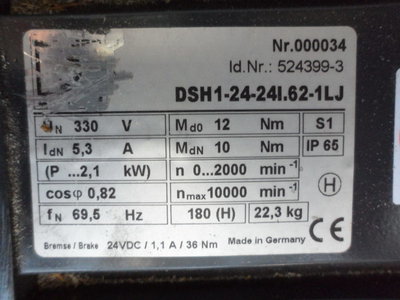 Nr.000034
Id.Nr.: 524399-3
DSH1-24-24I.62-1LJ
UN 330 V Md0 12 Nm S1
IdN 5,3 A MdN 10 Nm IP 65
(P ...2,1 kW) n 0...2000 min-1
cosφ 0,82 nmax10000 min-1 H
fN 69,5 Hz 180 (H) 22,3 kg CE
Bremse / Brake 24VDC / 1,1 A / 36 Nm Made in Germany